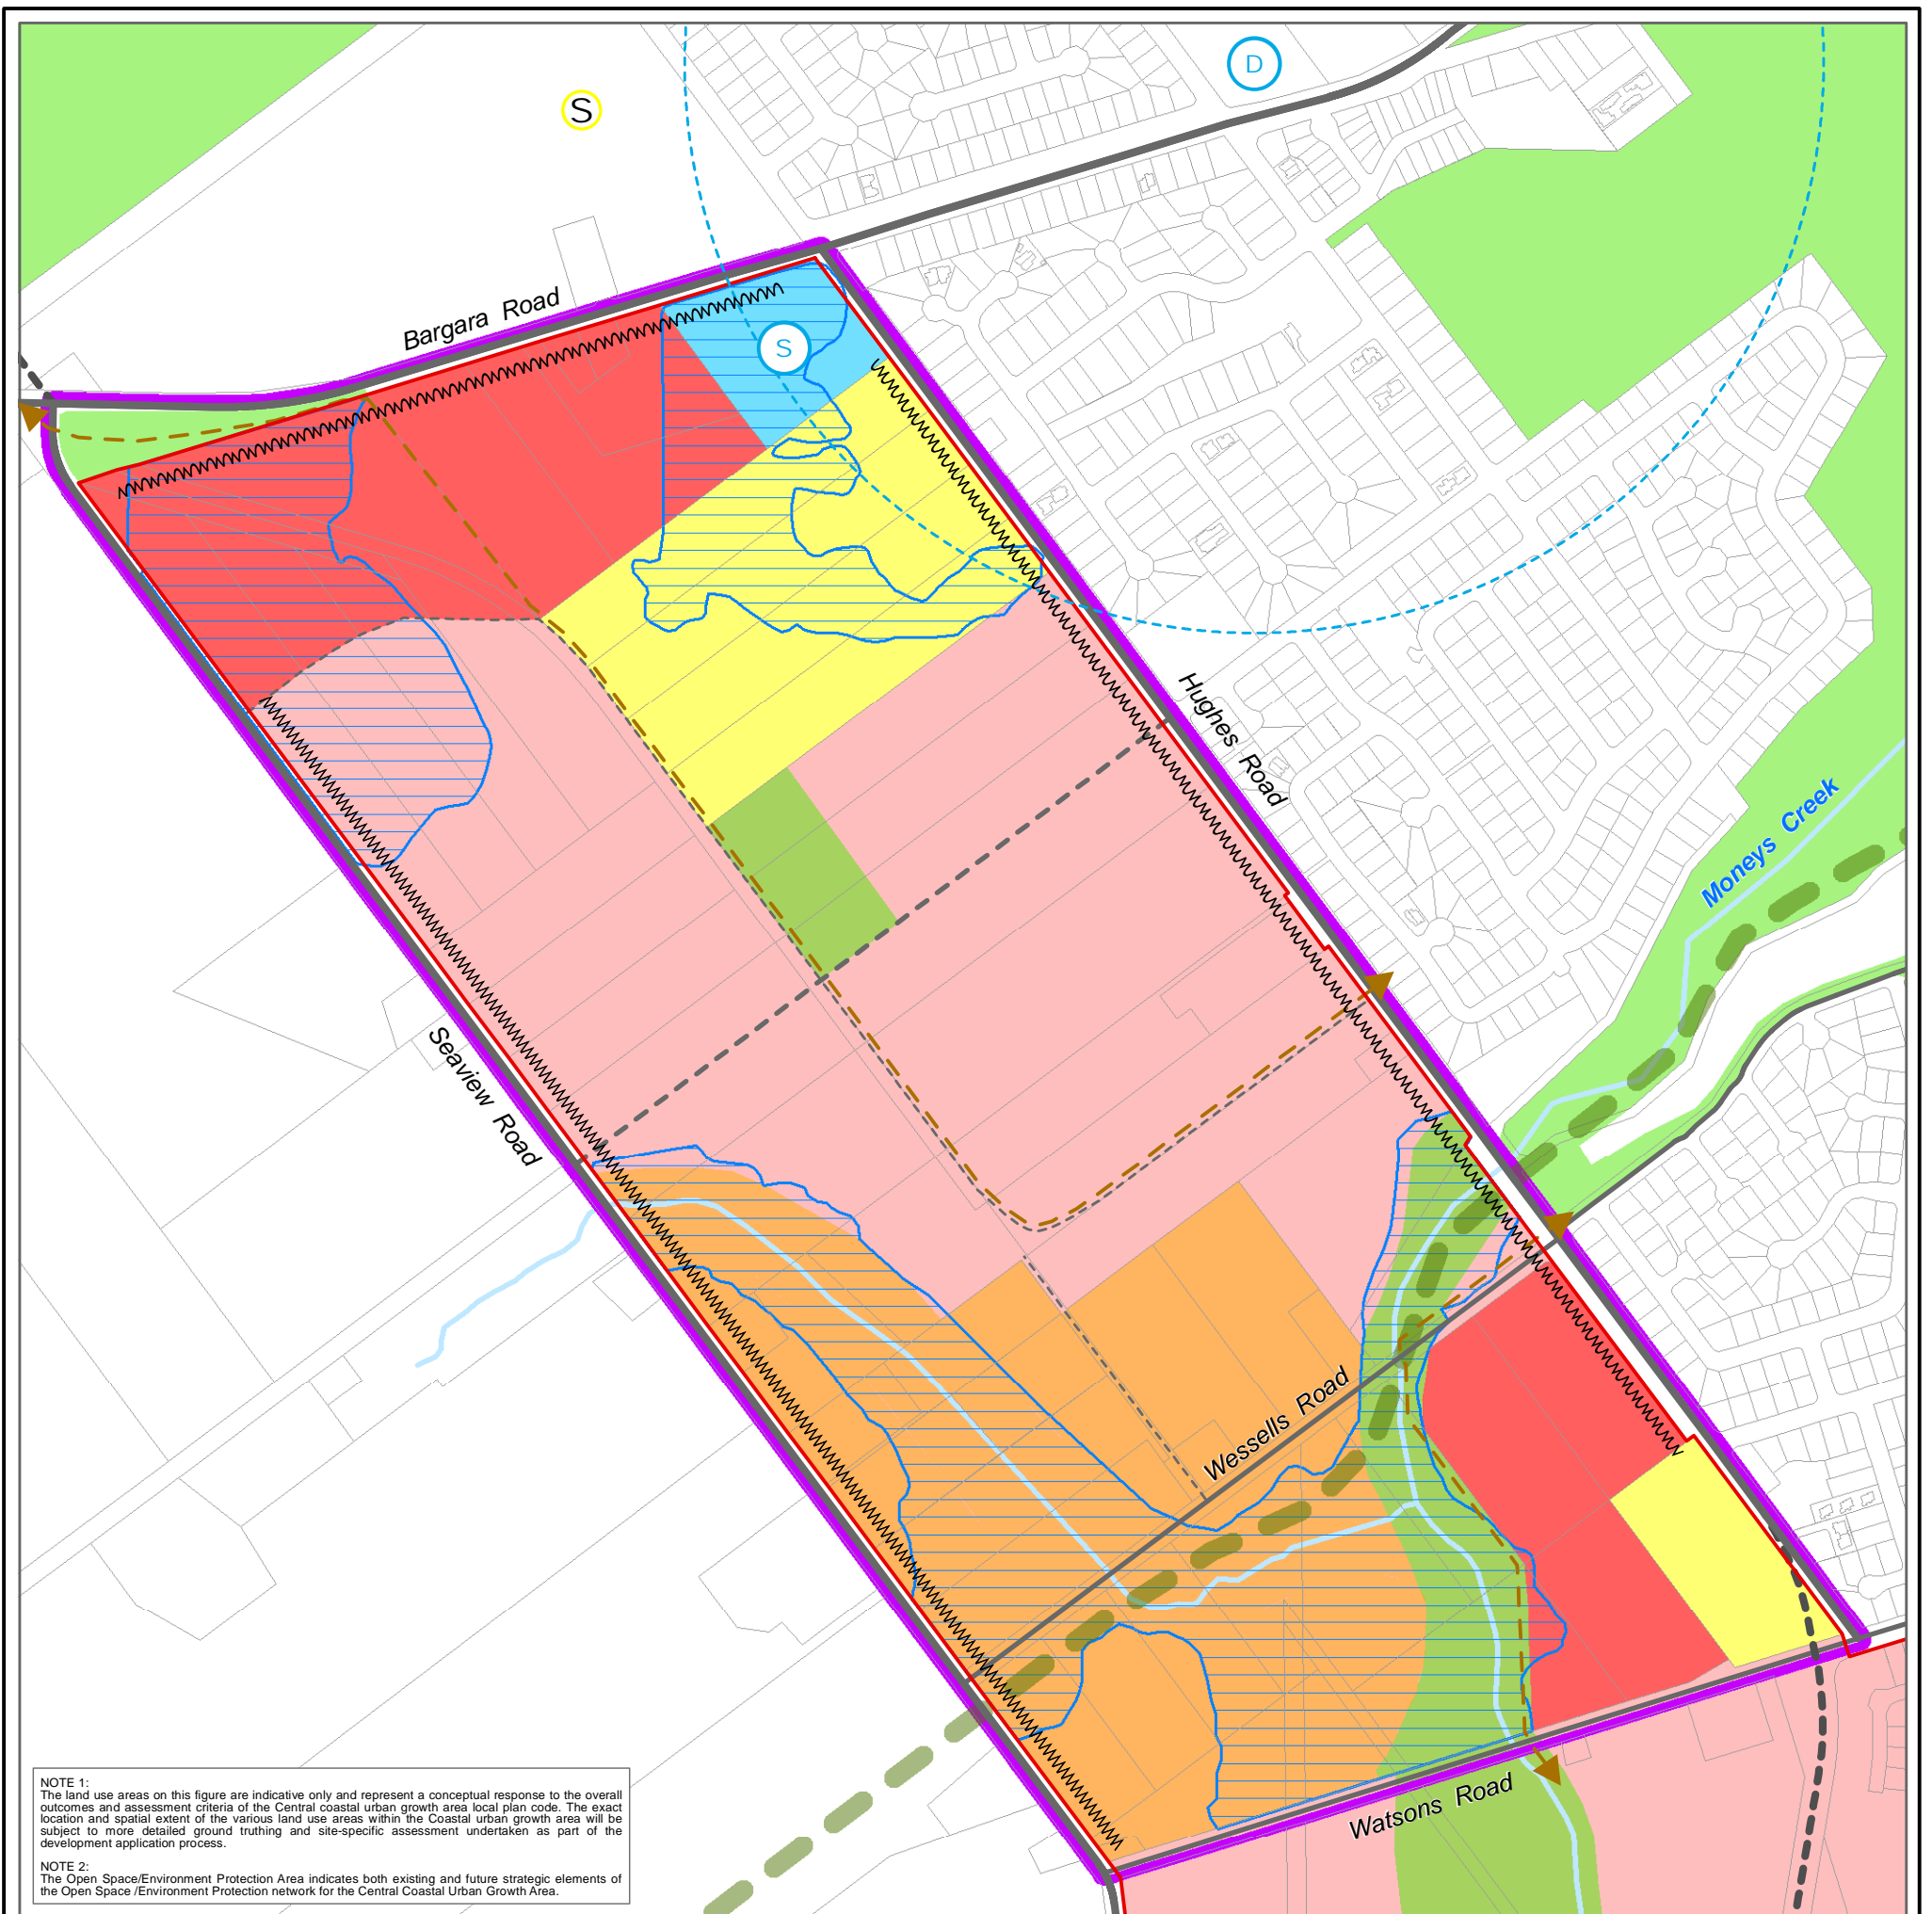 D
S
Bargara Road
S
Hughes Road
Moneys Creek
Seaview Road
Wessells Road
Watsons Road
NOTE 1:
The land use areas on this figure are indicative only and represent a conceptual response to the overall
outcomes and assessment criteria of the Central coastal urban growth area local plan code. The exact
location and spatial extent of the various land use areas within the Coastal urban growth area will be
subject to more detailed ground truthing and site-specific assessment undertaken as part of the
development application process.
NOTE 2:
The Open Space/Environment Protection Area indicates both existing and future strategic elements of
the Open Space /Environment Protection network for the Central Coastal Urban Growth Area.